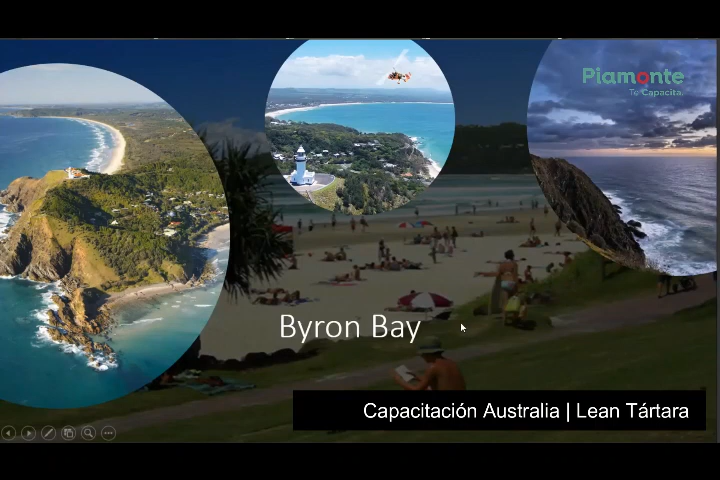 Piamonte
Te Capacita.
Byron Bay
Capacitación Australia | Lean Tártara